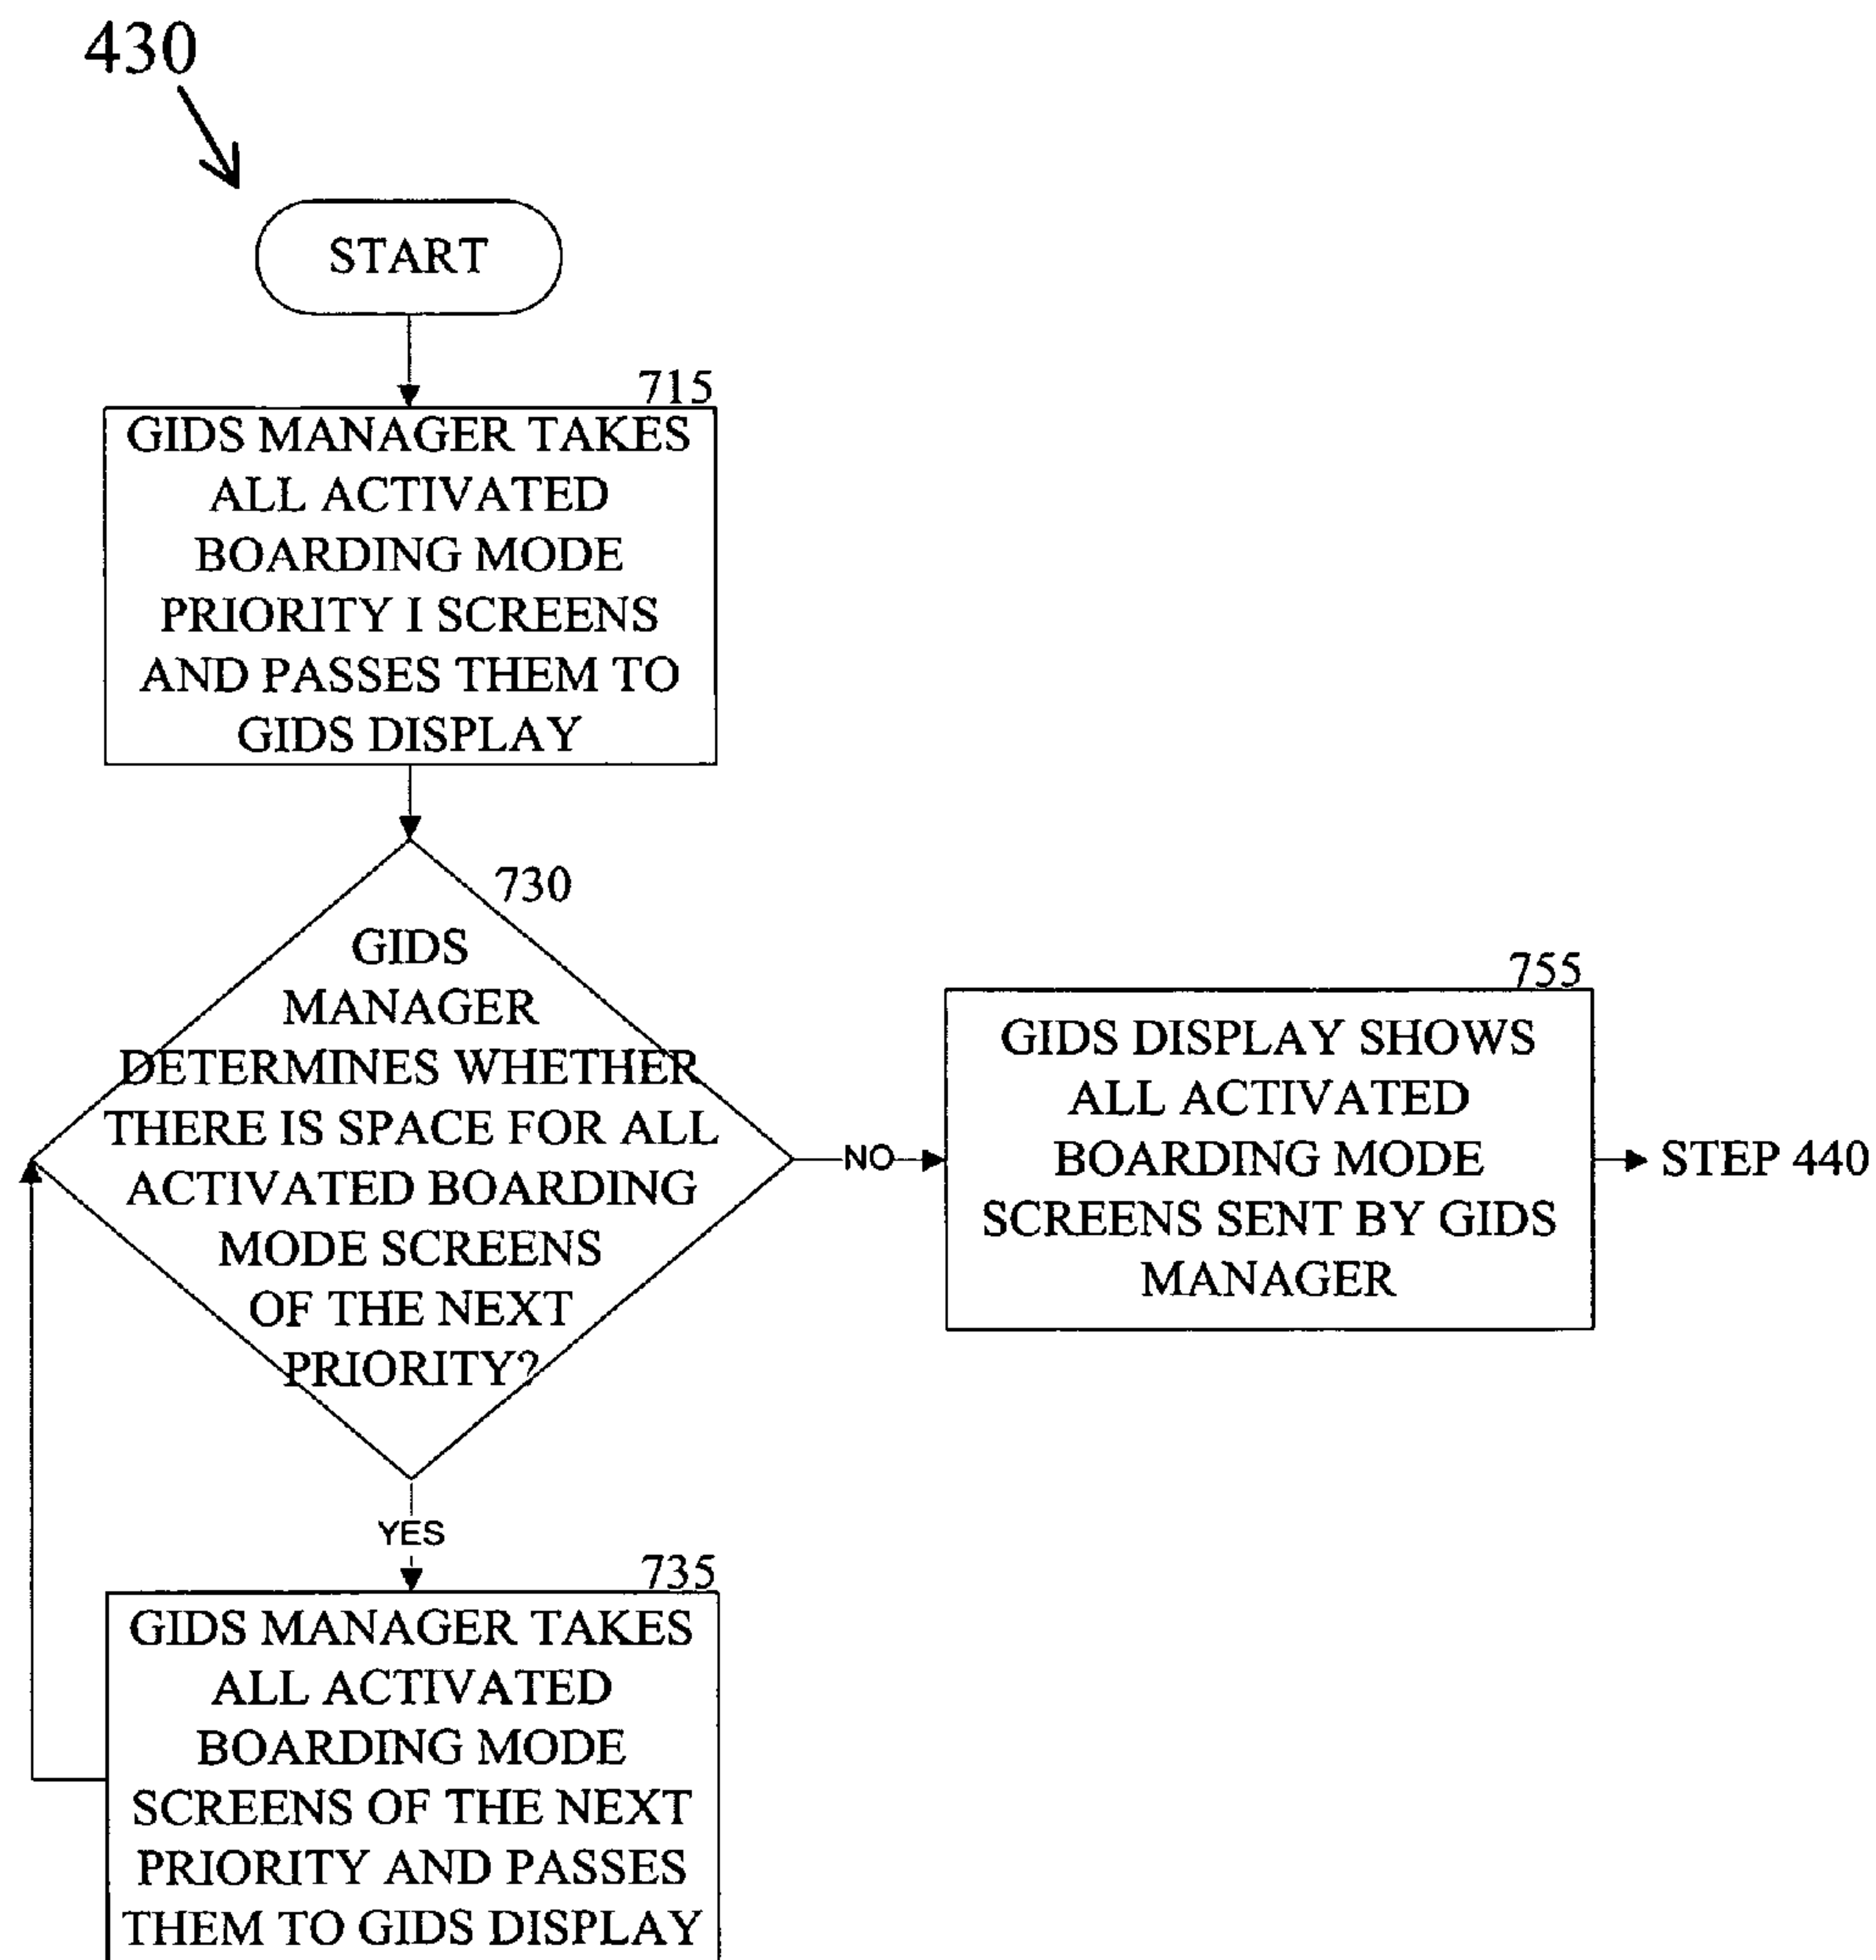 430
START
715
GIDS MANAGER TAKES
ALL ACTIVATED
BOARDING MODE
PRIORITY I SCREENS
AND PASSES THEM TO
GIDS DISPLAY
730
GIDS
MANAGER
DETERMINES WHETHER
THERE IS SPACE FOR ALL
ACTIVATED BOARDING
MODE SCREENS
OF THE NEXT
PRIORITY?
NO
755
GIDS DISPLAY SHOWS
ALL ACTIVATED
BOARDING MODE
SCREENS SENT BY GIDS
MANAGER
STEP 440
YES
735
GIDS MANAGER TAKES
ALL ACTIVATED
BOARDING MODE
SCREENS OF THE NEXT
PRIORITY AND PASSES
THEM TO GIDS DISPLAY